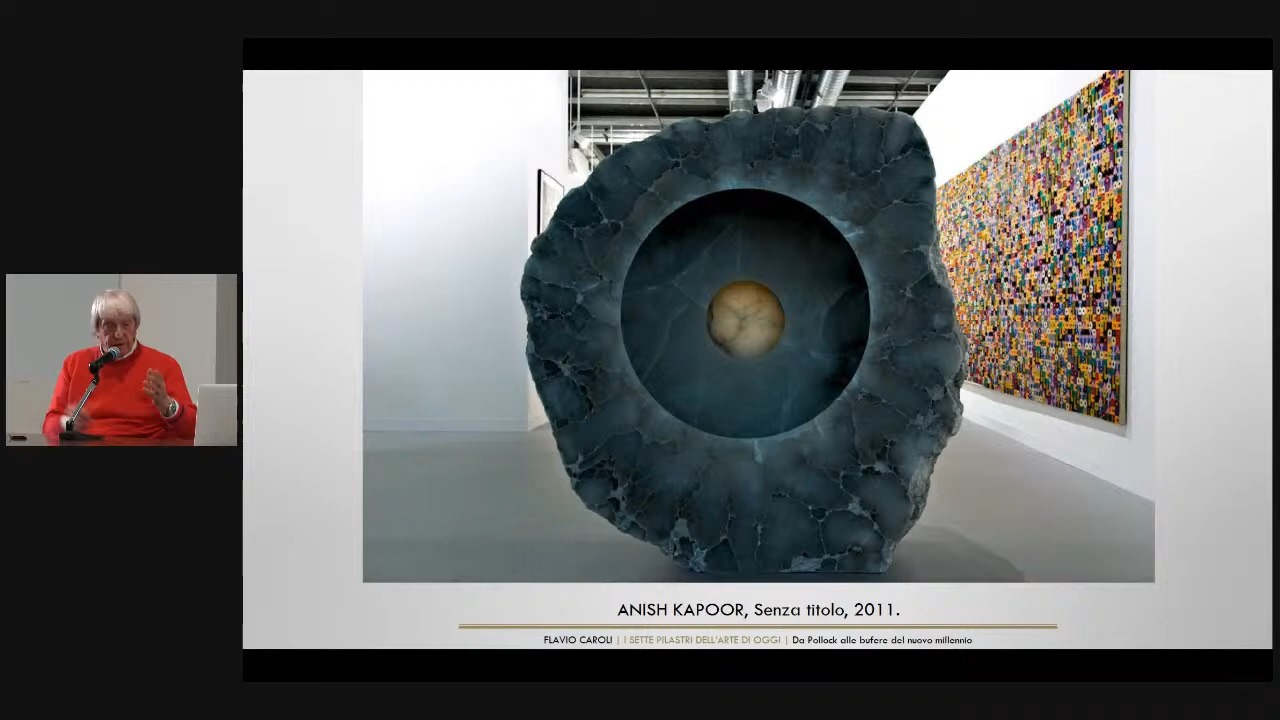 ANISH KAPOOR, Senza titolo, 2011.
FLAVIO CAROLI | I SETTE PILASTRI DELL'ARTE DI OGGI | Da Pollock alle bufere del nuovo millennio